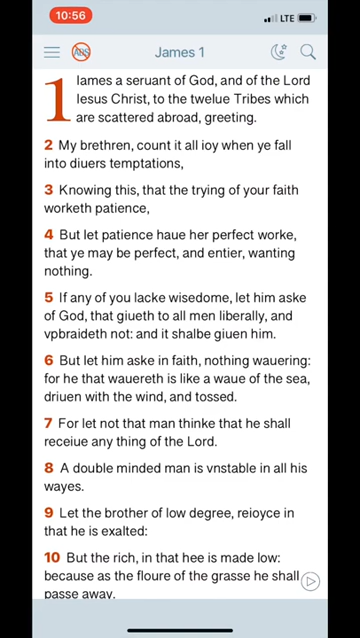 10:56
LTE
James 1
1 Iames a seruant of God, and of the Lord
Iesus Christ, to the twelue Tribes which
are scattered abroad, greeting.
2 My brethren, count it all ioy when ye fall
into diuers temptations,
3 Knowing this, that the trying of your faith
worketh patience,
4 But let patience haue her perfect worke,
that ye may be perfect, and entier, wanting
nothing.
5 If any of you lacke wisedome, let him aske
of God, that giueth to all men liberally, and
vpbraideth not: and it shalbe giuen him.
6 But let him aske in faith, nothing wauering:
for he that wauereth is like a waue of the sea,
driuen with the wind, and tossed.
7 For let not that man thinke that he shall
receiue any thing of the Lord.
8 A double minded man is vnstable in all his
wayes.
9 Let the brother of low degree, reioyce in
that he is exalted:
10 But the rich, in that hee is made low:
because as the floure of the grasse he shall
passe away.